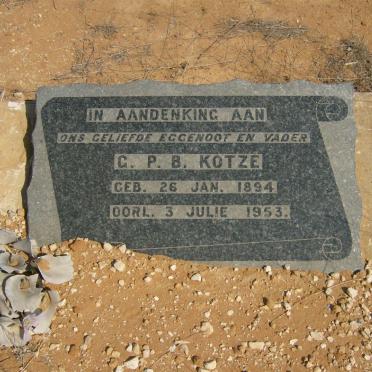 IN AANDENKING AAN
ONS GELIEFDE EGGENOOT EN VADER
G. P. B. KOTZE
GEB. 26 JAN. 1894
OORL. 3 JULIE 1953.